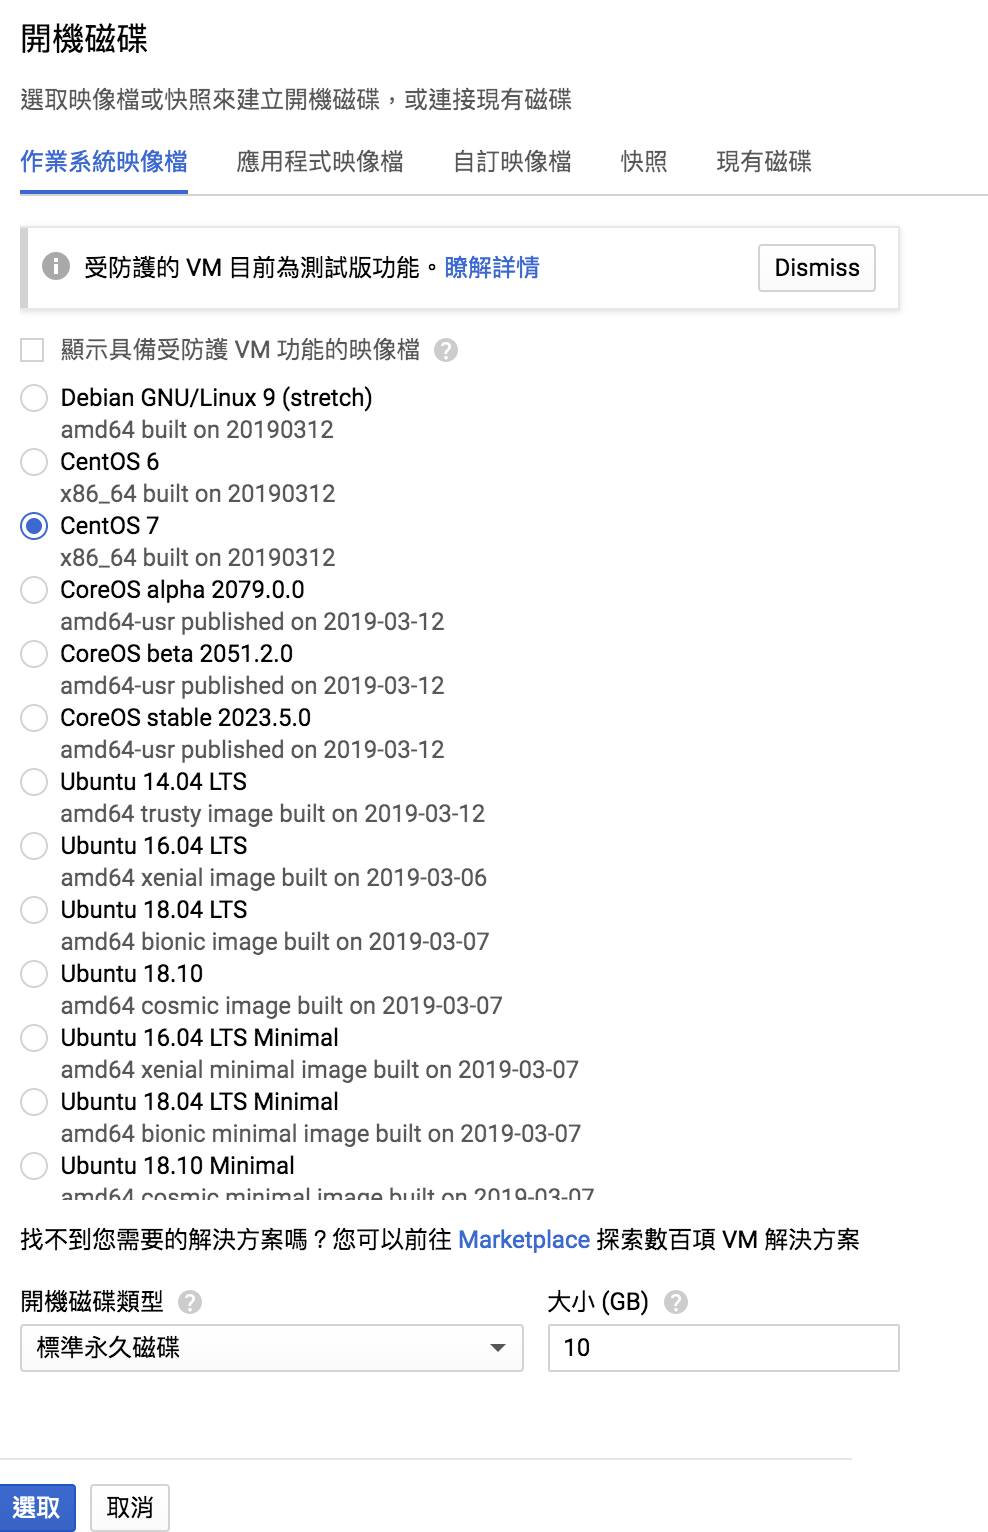 開機磁碟
選取映像檔或快照來建立開機磁碟，或連接現有磁碟
作業系統映像檔 應用程式映像檔 自訂映像檔 快照 現有磁碟
受防護的 VM 目前為測試版功能。瞭解詳情 Dismiss
顯示具備受防護 VM 功能的映像檔
Debian GNU/Linux 9 (stretch)
amd64 built on 20190312
CentOS 6
x86_64 built on 20190312
CentOS 7
x86_64 built on 20190312
CoreOS alpha 2079.0.0
amd64-usr published on 2019-03-12
CoreOS beta 2051.2.0
amd64-usr published on 2019-03-12
CoreOS stable 2023.5.0
amd64-usr published on 2019-03-12
Ubuntu 14.04 LTS
amd64 trusty image built on 2019-03-12
Ubuntu 16.04 LTS
amd64 xenial image built on 2019-03-06
Ubuntu 18.04 LTS
amd64 bionic image built on 2019-03-07
Ubuntu 18.10
amd64 cosmic image built on 2019-03-07
Ubuntu 16.04 LTS Minimal
amd64 xenial minimal image built on 2019-03-07
Ubuntu 18.04 LTS Minimal
amd64 bionic minimal image built on 2019-03-07
Ubuntu 18.10 Minimal
amd64 cosmic minimal image built on 2019-03-07
找不到您需要的解決方案嗎？您可以前往 Marketplace 探索數百項 VM 解決方案
開機磁碟類型 大小 (GB)
標準永久磁碟 10
選取 取消